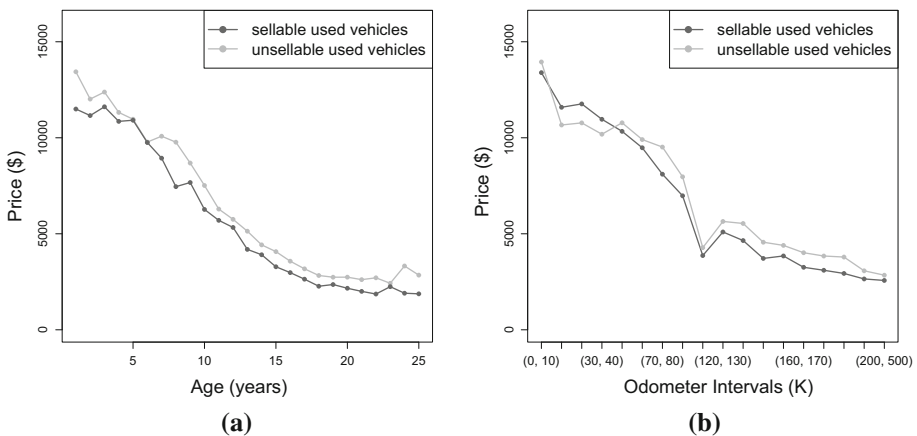 sellable used vehicles
unsellable used vehicles
15000
10000
5000
0
Price ($)
5
10
15
20
25
Age (years)
(a)
sellable used vehicles
unsellable used vehicles
15000
10000
5000
0
Price ($)
(0, 10)
(30, 40)
(70, 80)
(120, 130)
(160, 170)
(200, 500)
Odometer Intervals (K)
(b)